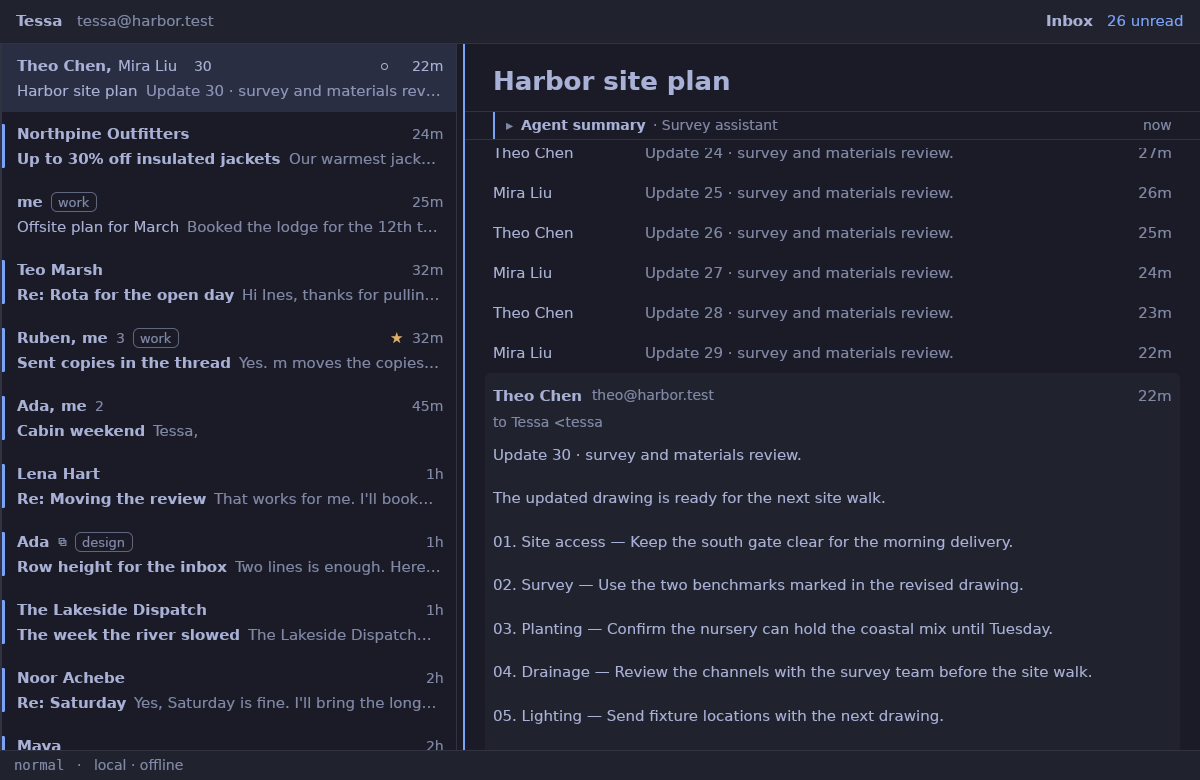 Tessa tessa@harbor.test
Inbox 26 unread
Theo Chen, Mira Liu 30 22m
Harbor site plan Update 30 · survey and materials rev…
Northpine Outfitters 24m
Up to 30% off insulated jackets Our warmest jack…
me work 25m
Offsite plan for March Booked the lodge for the 12th t…
Teo Marsh 32m
Re: Rota for the open day Hi Ines, thanks for pullin…
Ruben, me 3 work ★ 32m
Sent copies in the thread Yes. m moves the copies…
Ada, me 2 45m
Cabin weekend Tessa,
Lena Hart 1h
Re: Moving the review That works for me. I'll book…
Ada design 1h
Row height for the inbox Two lines is enough. Here…
The Lakeside Dispatch 1h
The week the river slowed The Lakeside Dispatch…
Noor Achebe 2h
Re: Saturday Yes, Saturday is fine. I'll bring the long…
Maya 2h
Harbor site plan
▸ Agent summary · Survey assistant now
Theo Chen Update 24 · survey and materials review. 27m
Mira Liu Update 25 · survey and materials review. 26m
Theo Chen Update 26 · survey and materials review. 25m
Mira Liu Update 27 · survey and materials review. 24m
Theo Chen Update 28 · survey and materials review. 23m
Mira Liu Update 29 · survey and materials review. 22m
Theo Chen theo@harbor.test 22m
to Tessa <tessa
Update 30 · survey and materials review.
The updated drawing is ready for the next site walk.
01. Site access — Keep the south gate clear for the morning delivery.
02. Survey — Use the two benchmarks marked in the revised drawing.
03. Planting — Confirm the nursery can hold the coastal mix until Tuesday.
04. Drainage — Review the channels with the survey team before the site walk.
05. Lighting — Send fixture locations with the next drawing.
normal · local · offline